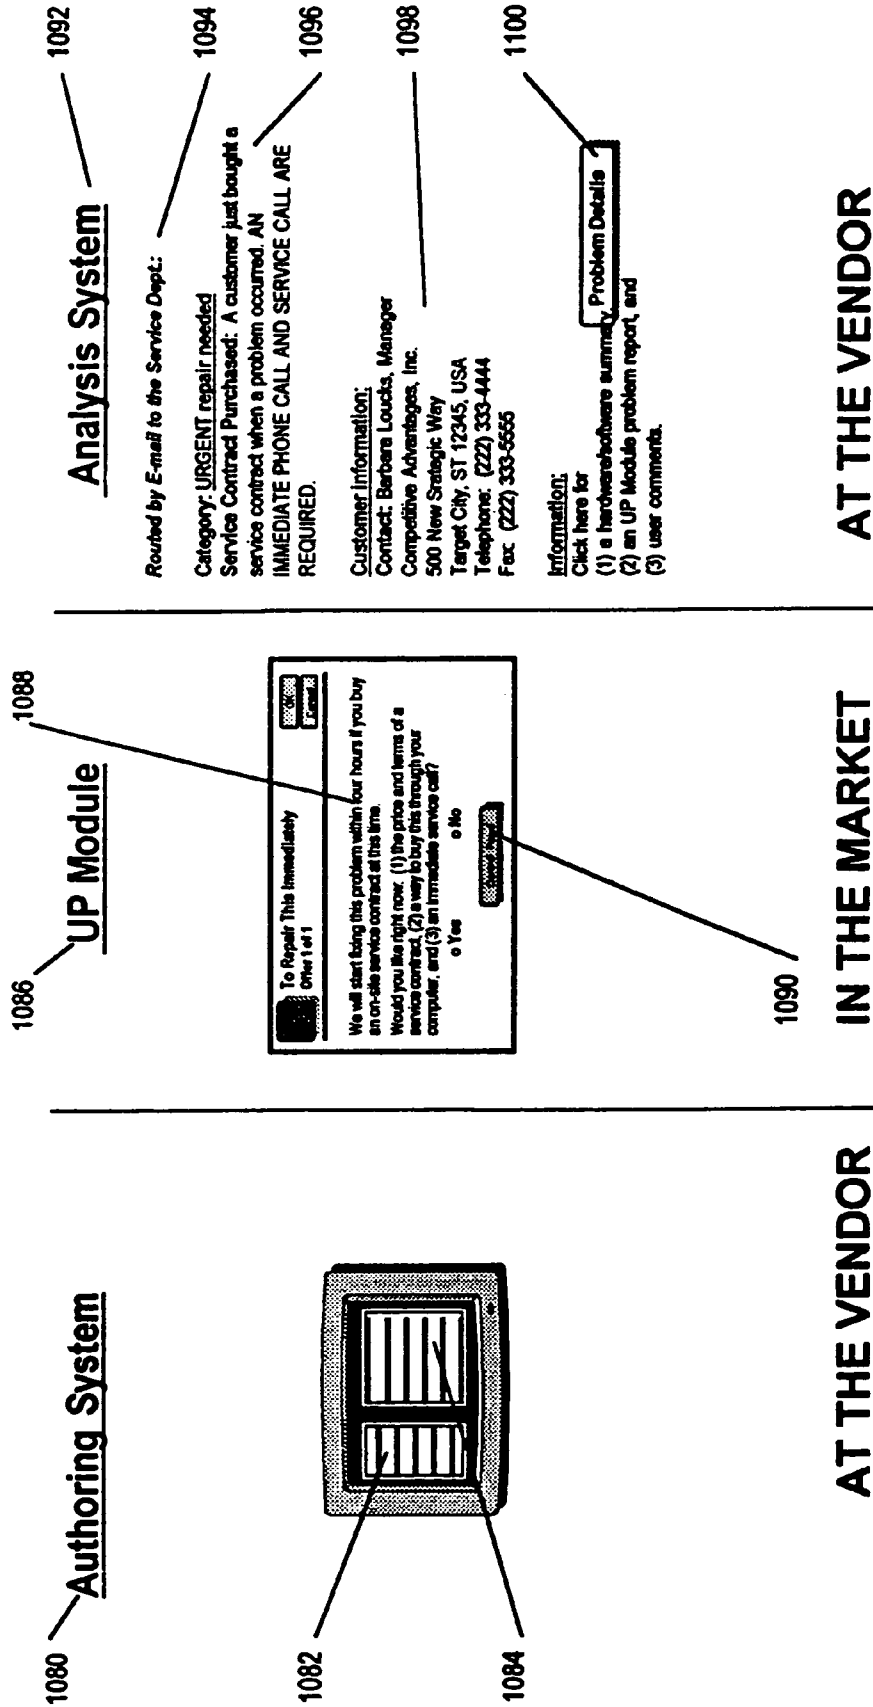 1080
Authoring System
1082
1084
AT THE VENDOR
1086
UP Module
1088
To Repair This Immediately
Offer 1 of 1
OK
Cancel
We will start fixing this problem within four hours if you buy
an on-site service contract at this time.
Would you like right now: (1) the price and terms of a
service contract, (2) a way to buy this through your
computer, and (3) an immediate service call?
o Yes
o No
1090
IN THE MARKET
Analysis System
1092
Routed by E-mail to the Service Dept.:
1094
Category: URGENT repair needed
Service Contract Purchased: A customer just bought a
service contract when a problem occurred. AN
IMMEDIATE PHONE CALL AND SERVICE CALL ARE
REQUIRED.
1096
Customer Information:
Contact: Barbara Loucks, Manager
Competitive Advantages, Inc.
500 New Srategic Way
Target City, ST 12345, USA
Telephone: (222) 333-4444
Fax: (222) 333-5555
1098
Information:
Click here for
(1) a hardware/software summary,
(2) an UP Module problem report, and
(3) user comments.
Problem Details
1100
AT THE VENDOR